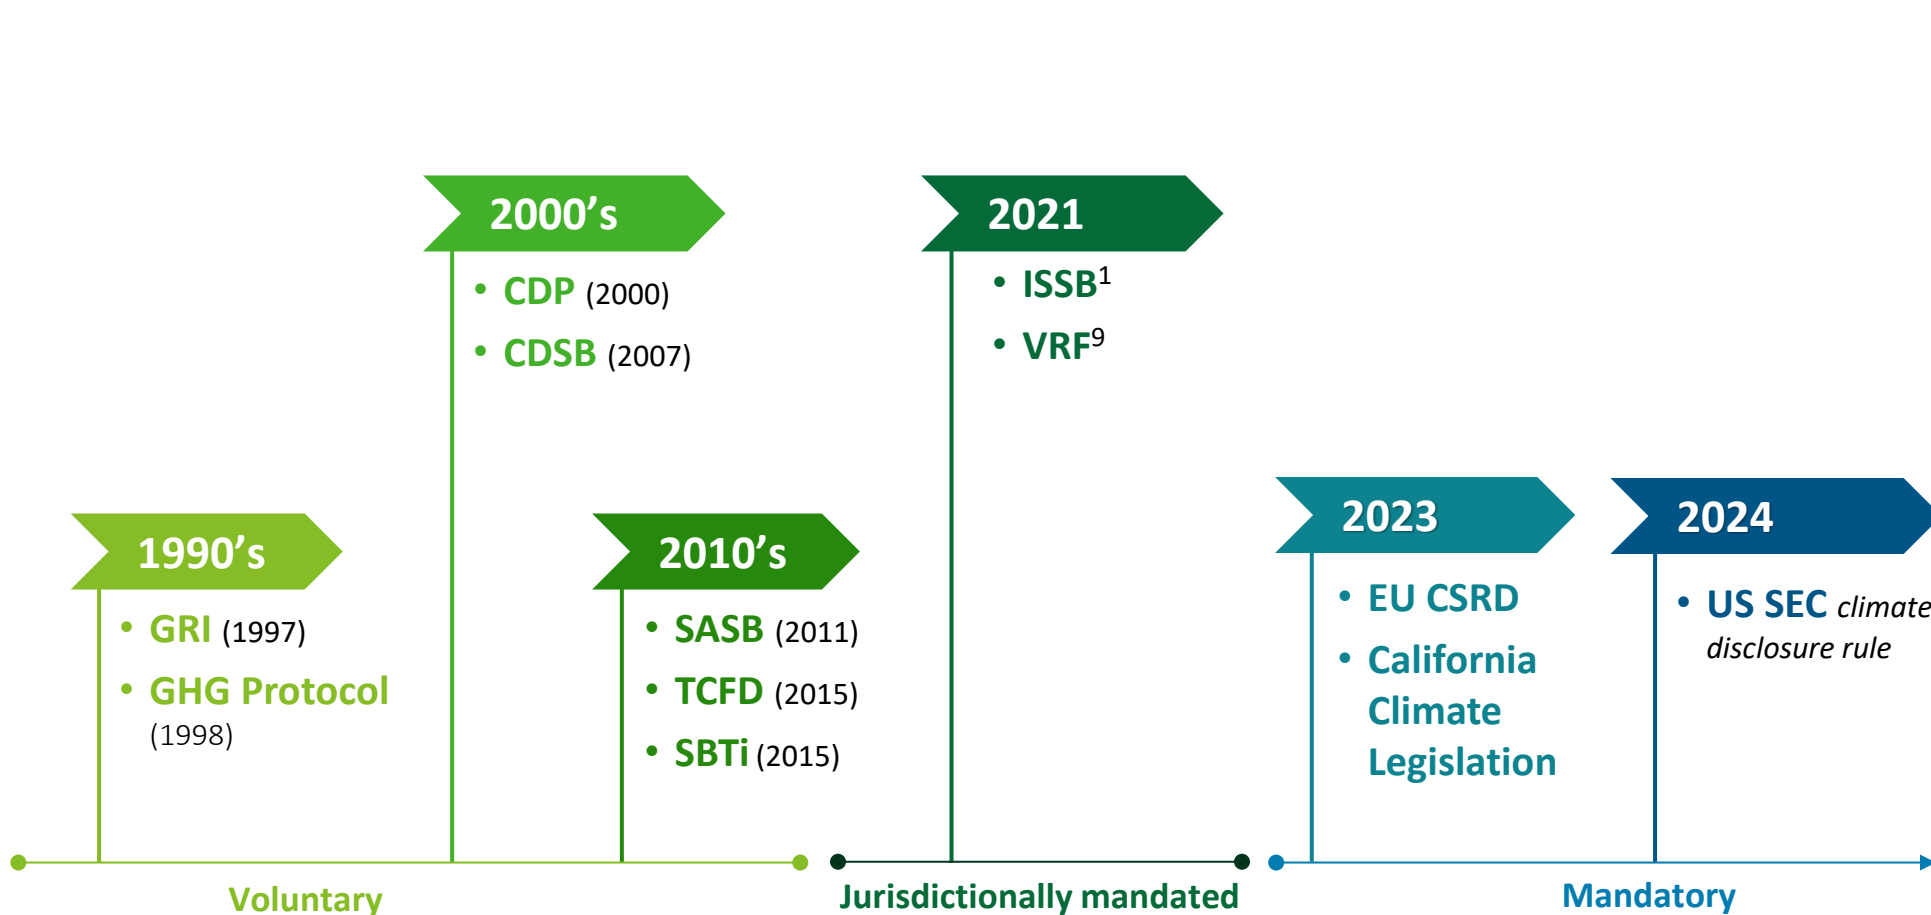 2000's
• CDP (2000)
• CDSB (2007)
2021
• ISSB¹
• VRF⁹
1990's
• GRI (1997)
• GHG Protocol
(1998)
2010's
• SASB (2011)
• TCFD (2015)
• SBTi (2015)
2023
• EU CSRD
• California
Climate
Legislation
2024
• US SEC climate
disclosure rule
Voluntary
Jurisdictionally mandated
Mandatory